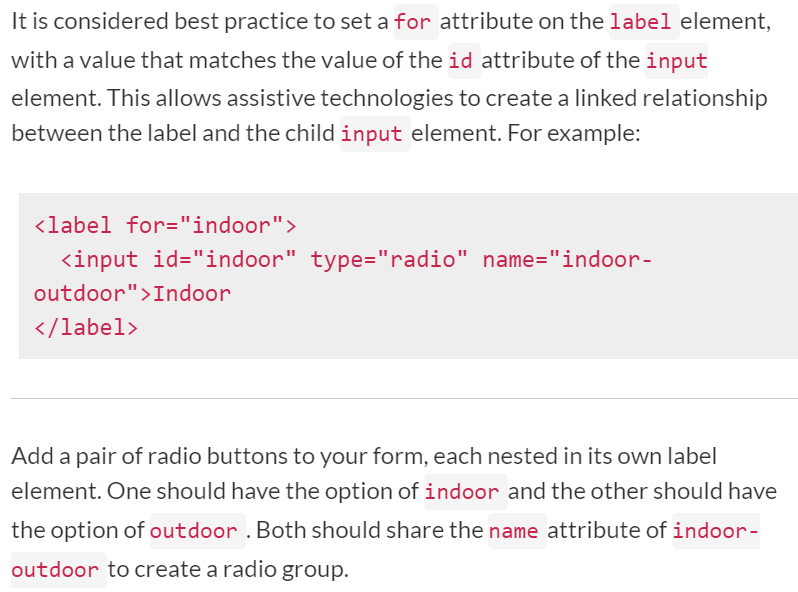 It is considered best practice to set a for attribute on the label element,
with a value that matches the value of the id attribute of the input
element. This allows assistive technologies to create a linked relationship
between the label and the child input element. For example:
<label for="indoor">
  <input id="indoor" type="radio" name="indoor-
outdoor">Indoor
</label>
Add a pair of radio buttons to your form, each nested in its own label
element. One should have the option of indoor and the other should have
the option of outdoor . Both should share the name attribute of indoor-
outdoor to create a radio group.